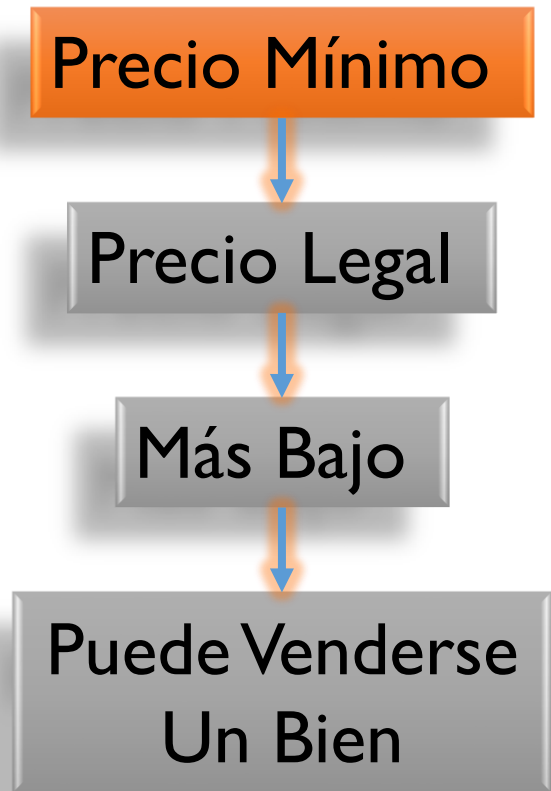 Precio Mínimo
Precio Legal
Más Bajo
Puede Venderse
Un Bien